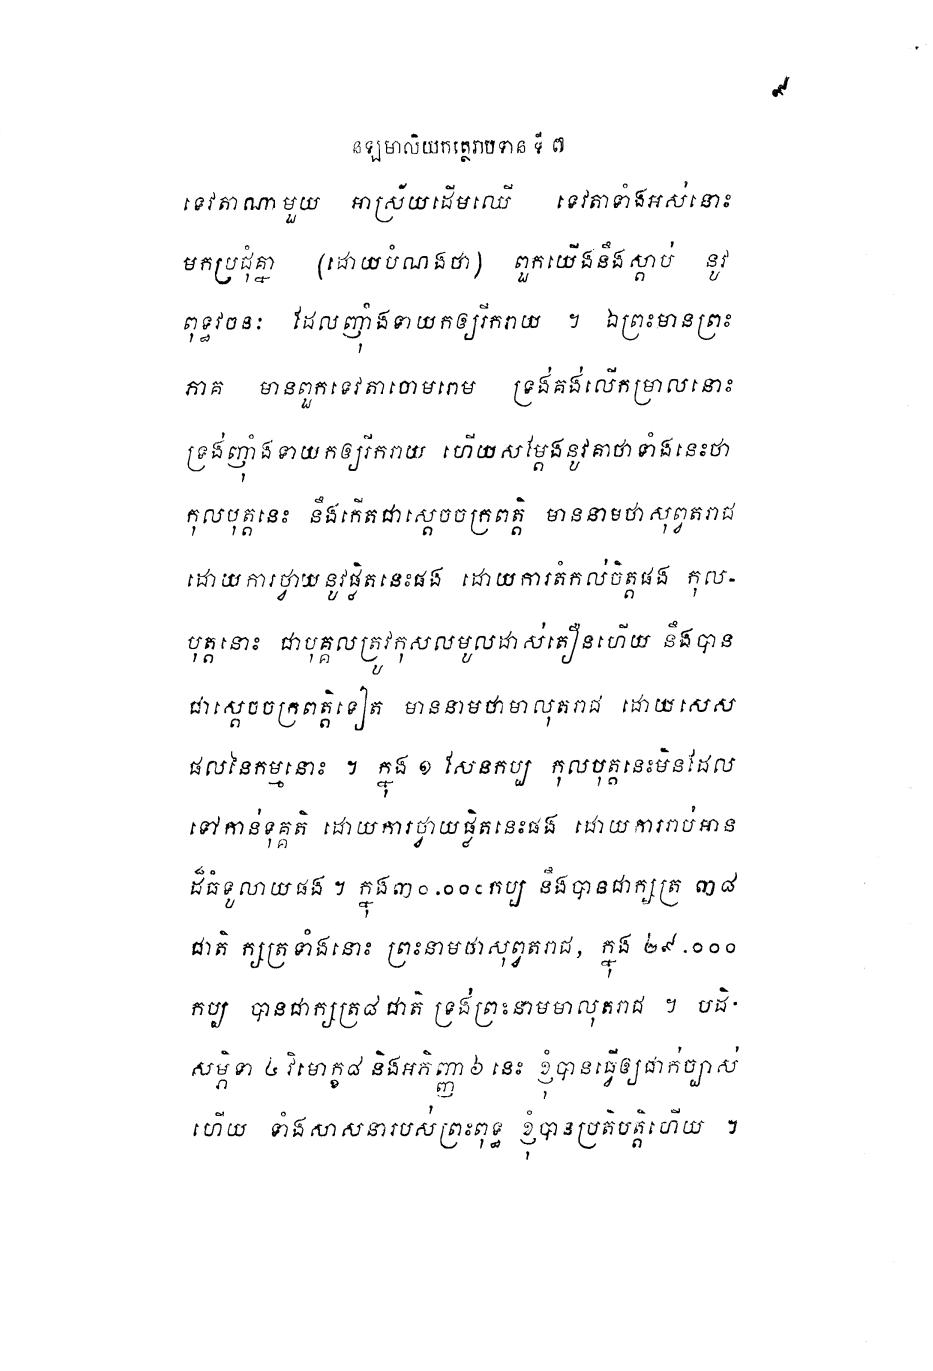 ៩
នឡមាលិយកត្ថេរាបទាន ទី ៧
ទេវតាណាមួយ អាស្រ័យដើមឈើ ទេវតាទាំងអស់នោះ
មកប្រជុំគ្នា (ដោយបំណងថា) ពួកយើងនឹងស្តាប់ នូវ
ពុទ្ធវចនៈ ដែលញ៉ាំងទាយកឲ្យរីករាយ ។ ឯព្រះមានព្រះ
ភាគ មានពួកទេវតាចោមរោម ទ្រង់គង់លើកម្រាលនោះ
ទ្រង់ញ៉ាំងទាយកឲ្យរីករាយ ហើយសម្តែងនូវគាថាទាំងនេះថា
កុលបុត្តនេះ នឹងកើតជាស្តេចចក្រពត្តិ មាននាមថាសុព្វតរាជ
ដោយការថ្វាយនូវផ្លិតនេះផង ដោយការតំកល់ចិត្តផង កុល-
បុត្តនោះ ជាបុគ្គលត្រូវកុសលមូលដាស់តឿនហើយ នឹងបាន
ជាស្តេចចក្រពត្តិទៀត មាននាមថាមាលុតរាជ ដោយសេស
ផលនៃកម្មនោះ ។ ក្នុង ១ សែនកប្ប កុលបុត្តនេះមិនដែល
ទៅកាន់ទុគ្គតិ ដោយការថ្វាយផ្លិតនេះផង ដោយការរាប់អាន
ដ៏ធំទូលាយផង ។ ក្នុង៣០.០០០កប្ប នឹងបានជាក្សត្រ ៣៨
ជាតិ ក្សត្រទាំងនោះ ព្រះនាមថាសុព្វតរាជ, ក្នុង ២៩.០០០
កប្ប បានជាក្សត្រ៨ជាតិ ទ្រង់ព្រះនាមមាលុតរាជ ។ បដិ-
សម្ភិទា ៤ វិមោក្ខ៨ និងអភិញ្ញា ៦ នេះ ខ្ញុំបានធ្វើឲ្យជាក់ច្បាស់
ហើយ ទាំងសាសនារបស់ព្រះពុទ្ធ ខ្ញុំបានប្រតិបត្តិហើយ ។